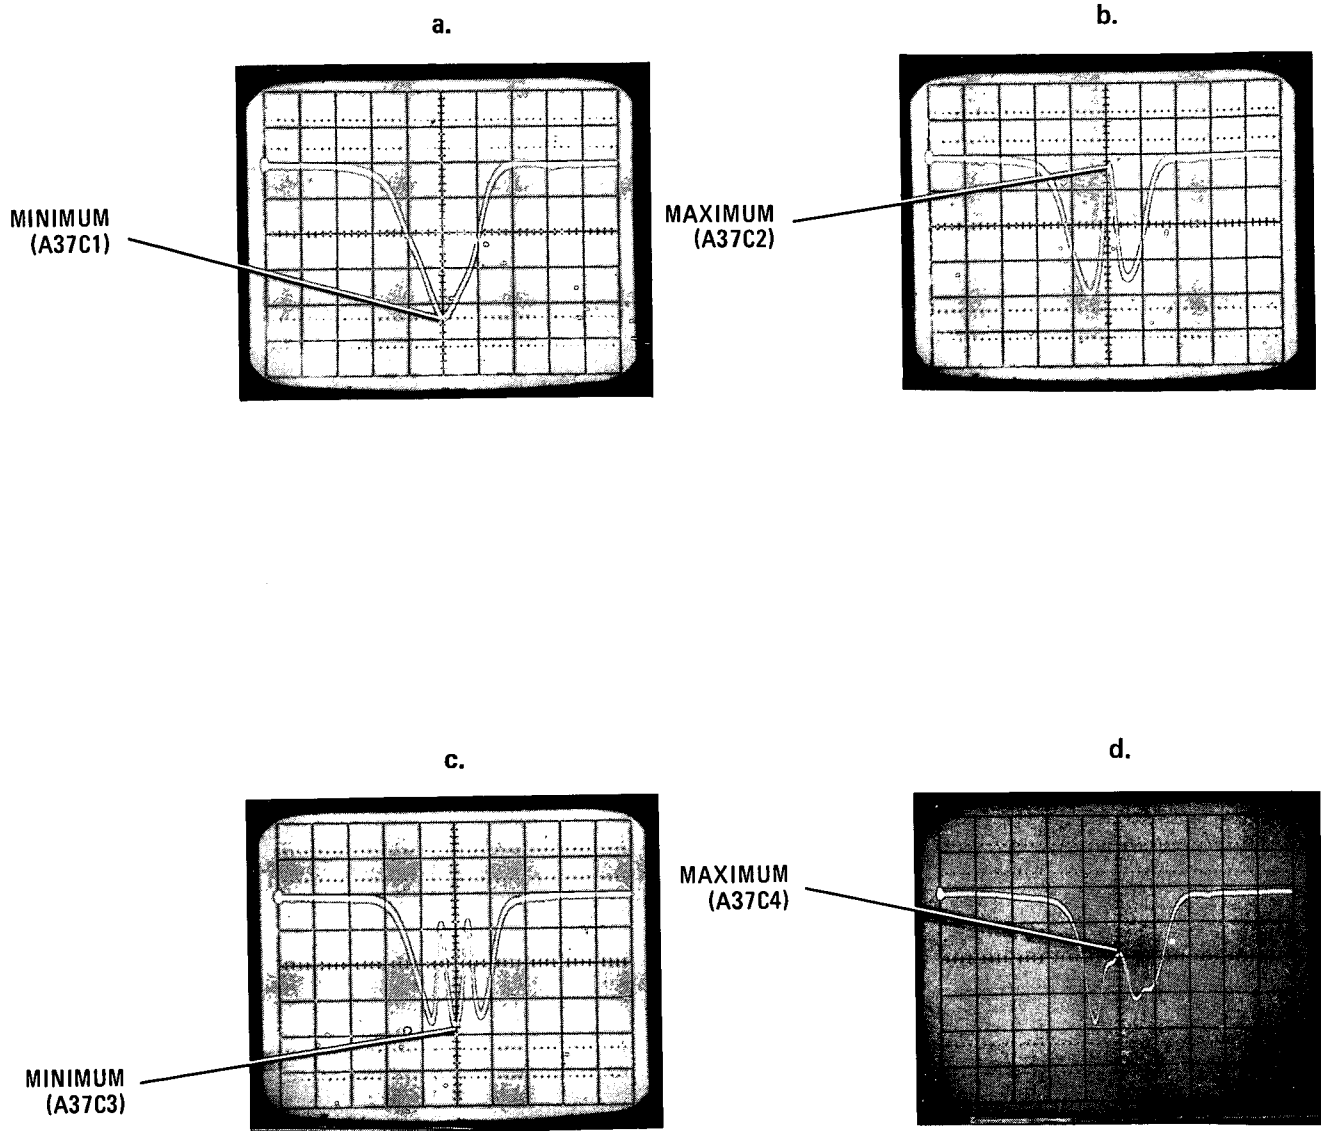 a.
MINIMUM
(A37C1)
b.
MAXIMUM
(A37C2)
c.
MINIMUM
(A37C3)
d.
MAXIMUM
(A37C4)